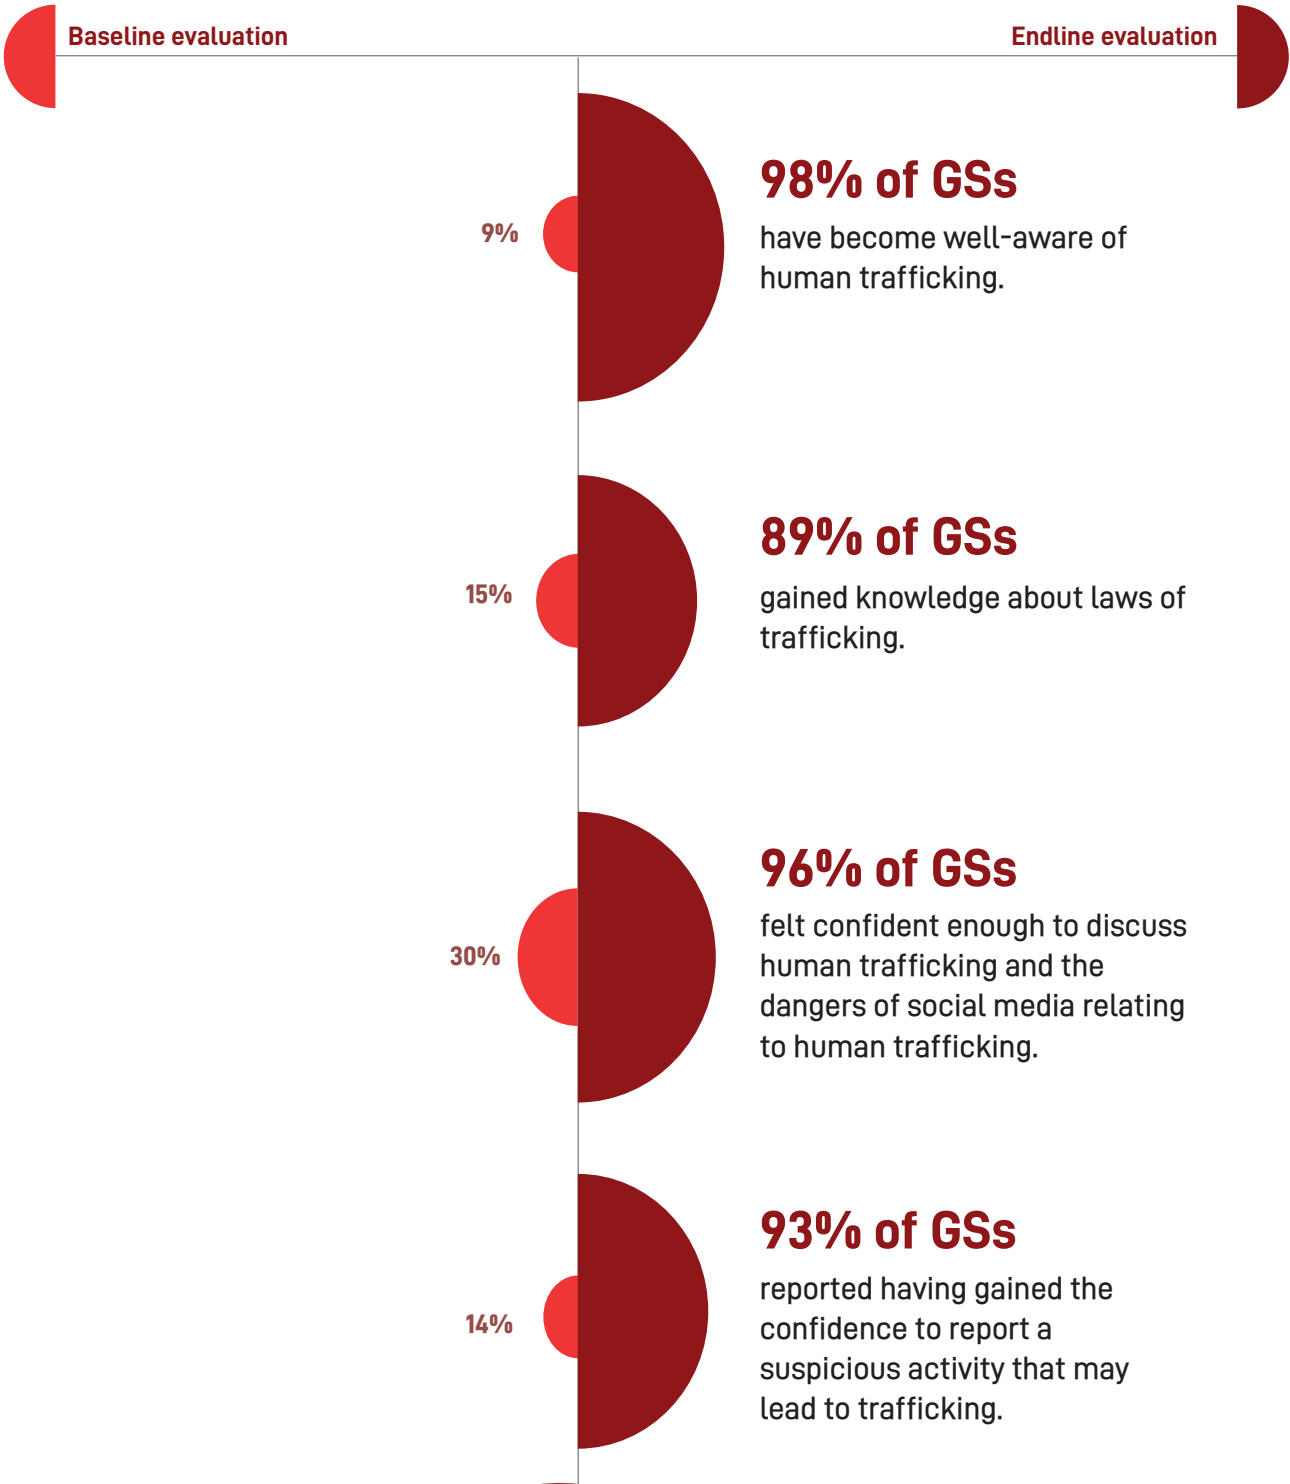 Baseline evaluation
Endline evaluation
9%
98% of GSs
have become well-aware of
human trafficking.
15%
89% of GSs
gained knowledge about laws of
trafficking.
30%
96% of GSs
felt confident enough to discuss
human trafficking and the
dangers of social media relating
to human trafficking.
14%
93% of GSs
reported having gained the
confidence to report a
suspicious activity that may
lead to trafficking.